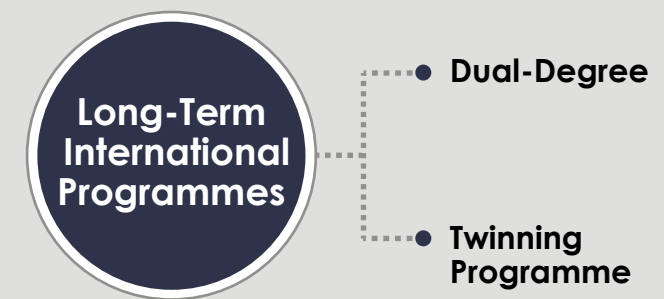 Long-Term
International
Programmes
Dual-Degree
Twinning
Programme